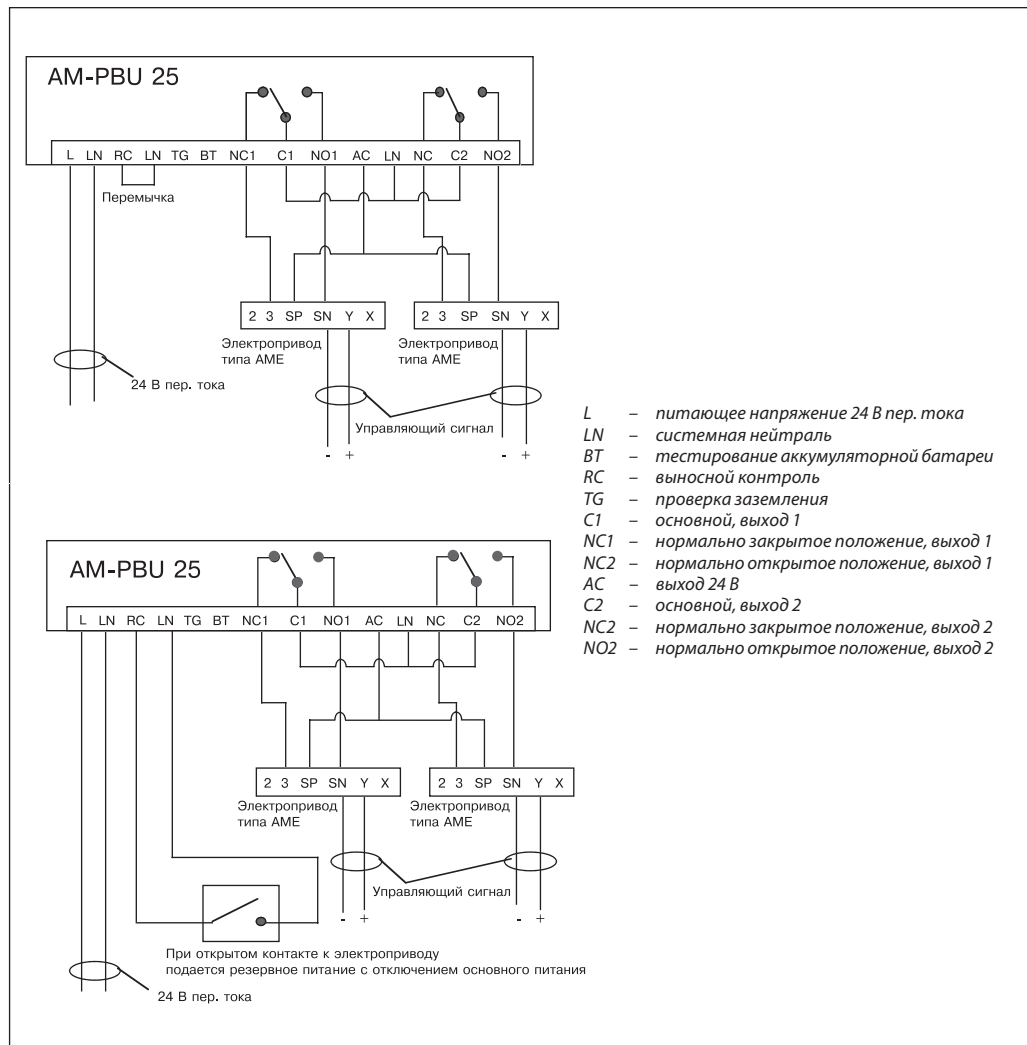 AM-PBU 25
L LN RC LN TG BT NC1 C1 NO1 AC LN NC C2 NO2
Перемычка
2 3 SP SN Y X
2 3 SP SN Y X
Электропривод
типа АМЕ
Электропривод
типа АМЕ
24 В пер. тока
Управляющий сигнал
- +
- +
L – питающее напряжение 24 В пер. тока
LN – системная нейтраль
BT – тестирование аккумуляторной батареи
RC – выносной контроль
TG – проверка заземления
C1 – основной, выход 1
NC1 – нормально закрытое положение, выход 1
NC2 – нормально открытое положение, выход 1
AC – выход 24 В
C2 – основной, выход 2
NC2 – нормально закрытое положение, выход 2
NO2 – нормально открытое положение, выход 2
AM-PBU 25
L LN RC LN TG BT NC1 C1 NO1 AC LN NC C2 NO2
2 3 SP SN Y X
2 3 SP SN Y X
Электропривод
типа АМЕ
Электропривод
типа АМЕ
Управляющий сигнал
- +
- +
При открытом контакте к электроприводу
подается резервное питание с отключением основного питания
24 В пер. тока